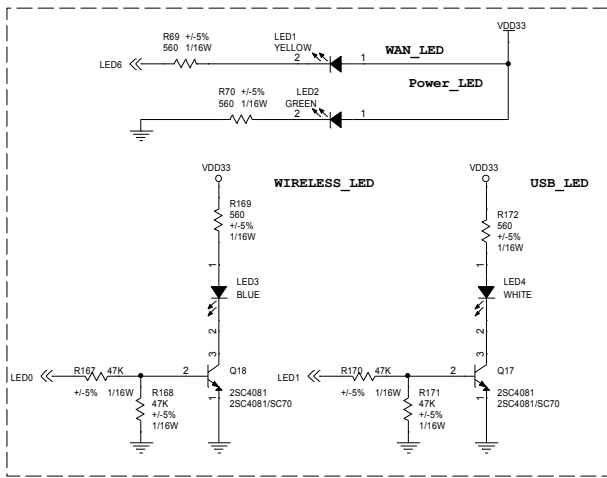 VDD33
R69 +/-5%
560 1/16W
LED1
YELLOW
WAN_LED
LED6
2
1
Power_LED
R70 +/-5%
560 1/16W
LED2
GREEN
2
1
VDD33
WIRELESS_LED
R169
560
+/-5%
1/16W
1
LED3
BLUE
2
3
LED0
R167 47K
+/-5% 1/16W
2
Q18
1
2SC4081
2SC4081/SC70
R168
47K
+/-5%
1/16W
VDD33
USB_LED
R172
560
+/-5%
1/16W
1
LED4
WHITE
2
3
LED1
R170 47K
+/-5% 1/16W
2
Q17
1
2SC4081
2SC4081/SC70
R171
47K
+/-5%
1/16W